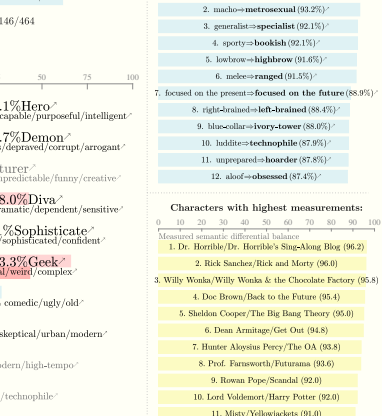 146/464
50 75 100
.1%Hero↗
capable/purposeful/intelligent↗
.7%Demon↗
s/depraved/corrupt/arrogant↗
turer↗
npredictable/funny/creative↗
8.0%Diva↗
ramatic/dependent/sensitive↗
%Sophisticate↗
/sophisticated/confident↗
3.3%Geek↗
al/weird/complex↗
comedic/ugly/old↗
skeptical/urban/modern↗
odern/high-tempo↗
/technophile↗
2. macho⇒metrosexual (93.2%)↗
3. generalist⇒specialist (92.1%)↗
4. sporty⇒bookish (92.1%)↗
5. lowbrow⇒highbrow (91.6%)↗
6. melee⇒ranged (91.5%)↗
7. focused on the present⇒focused on the future (88.9%)↗
8. right-brained⇒left-brained (88.4%)↗
9. blue-collar⇒ivory-tower (88.0%)↗
10. luddite⇒technophile (87.9%)↗
11. unprepared⇒hoarder (87.8%)↗
12. aloof⇒obsessed (87.4%)↗
Characters with highest measurements:
0 10 20 30 40 50 60 70 80 90 100
Measured semantic differential balance
1. Dr. Horrible/Dr. Horrible's Sing-Along Blog (96.2)
2. Rick Sanchez/Rick and Morty (96.0)
3. Willy Wonka/Willy Wonka & the Chocolate Factory (95.8)
4. Doc Brown/Back to the Future (95.4)
5. Sheldon Cooper/The Big Bang Theory (95.0)
6. Dean Armitage/Get Out (94.8)
7. Hunter Aloysius Percy/The OA (93.8)
8. Prof. Farnsworth/Futurama (93.6)
9. Rowan Pope/Scandal (92.0)
10. Lord Voldemort/Harry Potter (92.0)
11. Misty/Yellowjackets (91.0)